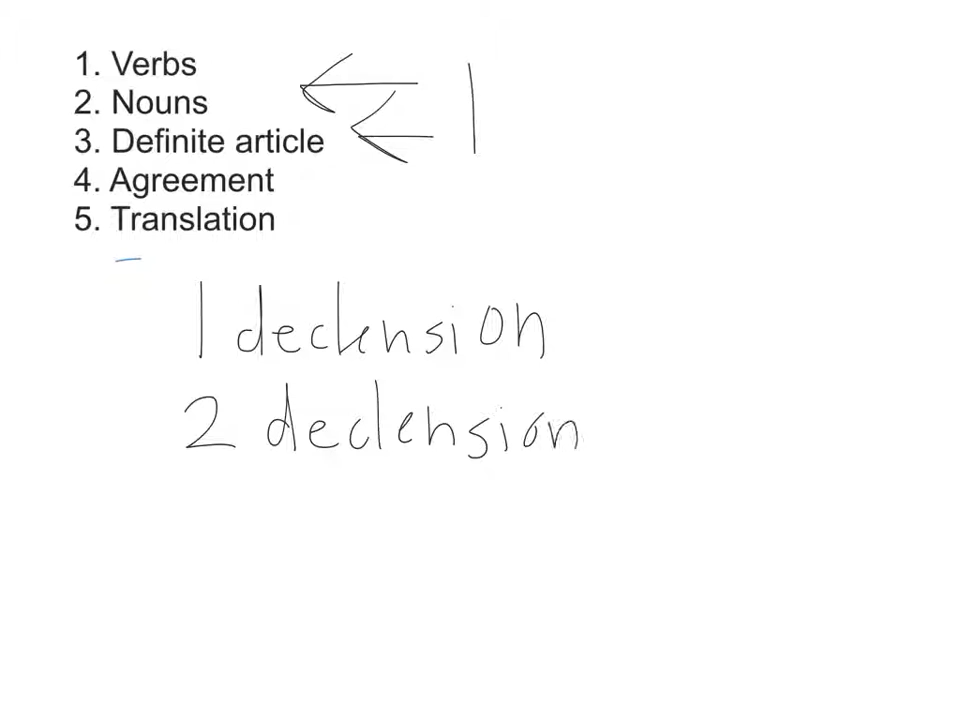 1. Verbs
2. Nouns
3. Definite article
4. Agreement
5. Translation
1 declension
2 declension